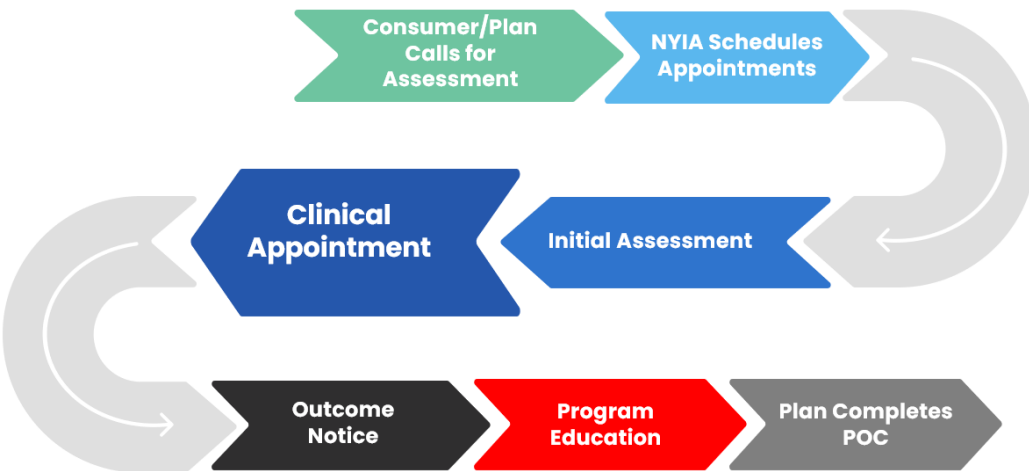 Consumer/Plan
Calls for
Assessment
NYIA Schedules
Appointments
Initial Assessment
Clinical
Appointment
Outcome
Notice
Program
Education
Plan Completes
POC